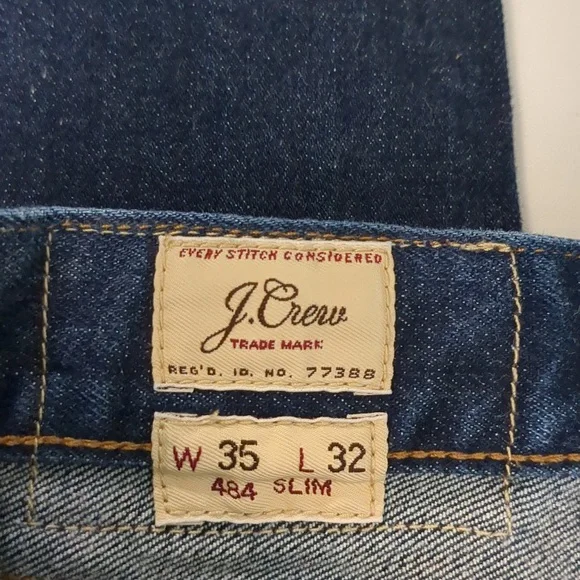 EVERY STITCH CONSIDERED
J.Crew
TRADE MARK
REG'D. ID. NO. 77388
W 35 L 32
484 SLIM